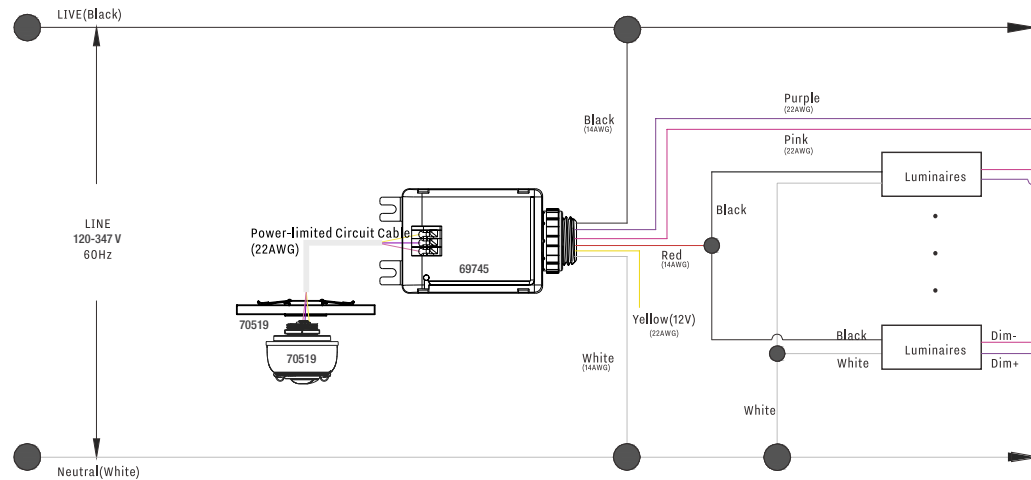 LIVE(Black)
Purple
(22AWG)
Black
(14AWG)
Pink
(22AWG)
Luminaires
Black
LINE
120-347 V
60Hz
Power-limited Circuit Cable
(22AWG)
69745
Red
(14AWG)
Yellow(12V)
(22AWG)
70519
70519
White
(14AWG)
Black
White
Luminaires
Dim-
Dim+
White
Neutral(White)